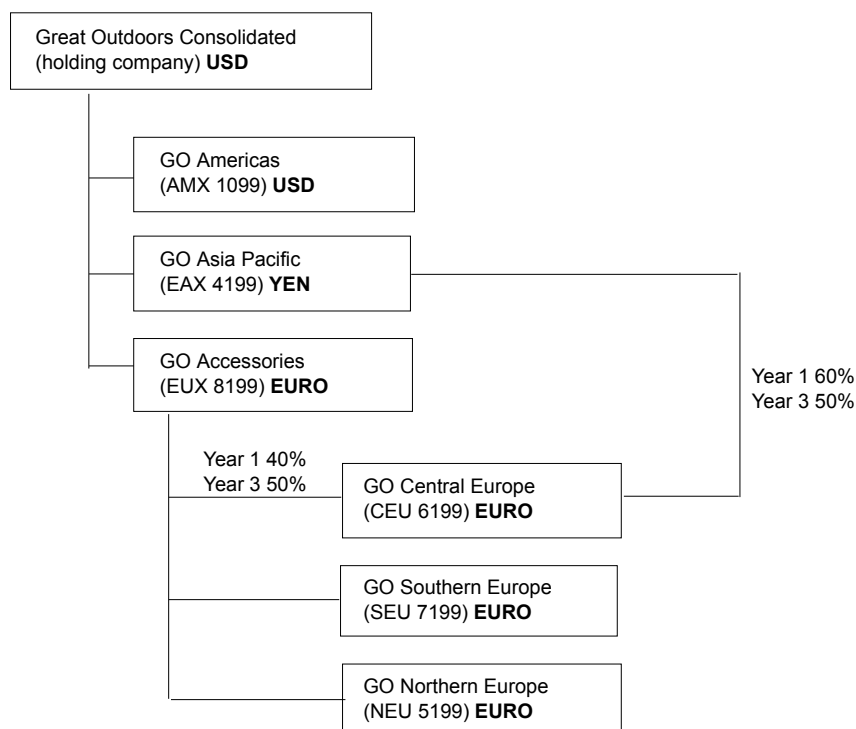 Great Outdoors Consolidated
(holding company) USD
GO Americas
(AMX 1099) USD
GO Asia Pacific
(EAX 4199) YEN
GO Accessories
(EUX 8199) EURO
Year 1 60%
Year 3 50%
Year 1 40%
Year 3 50%
GO Central Europe
(CEU 6199) EURO
GO Southern Europe
(SEU 7199) EURO
GO Northern Europe
(NEU 5199) EURO